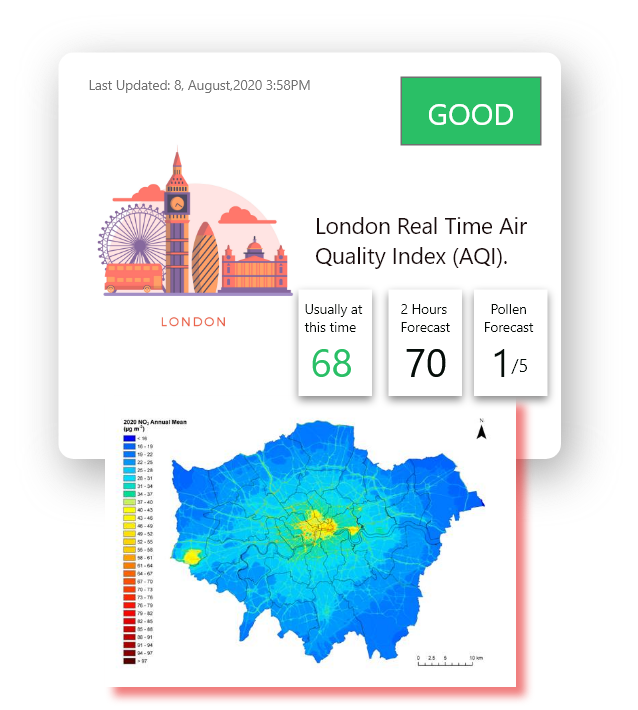 Last Updated: 8, August,2020 3:58PM
GOOD
London Real Time Air
Quality Index (AQI).
LONDON
Usually at
this time
68
2 Hours
Forecast
70
Pollen
Forecast
1/5
2020 NO₂ Annual Mean
(µg m⁻³)
< 16
16 - 19
19 - 22
22 - 25
25 - 28
28 - 31
31 - 34
34 - 37
37 - 40
40 - 43
43 - 46
46 - 49
49 - 52
52 - 55
55 - 58
58 - 61
61 - 64
64 - 67
67 - 70
70 - 73
73 - 76
76 - 79
79 - 82
82 - 85
85 - 88
88 - 91
91 - 94
94 - 97
> 97
N
0 2.5 5 10 km